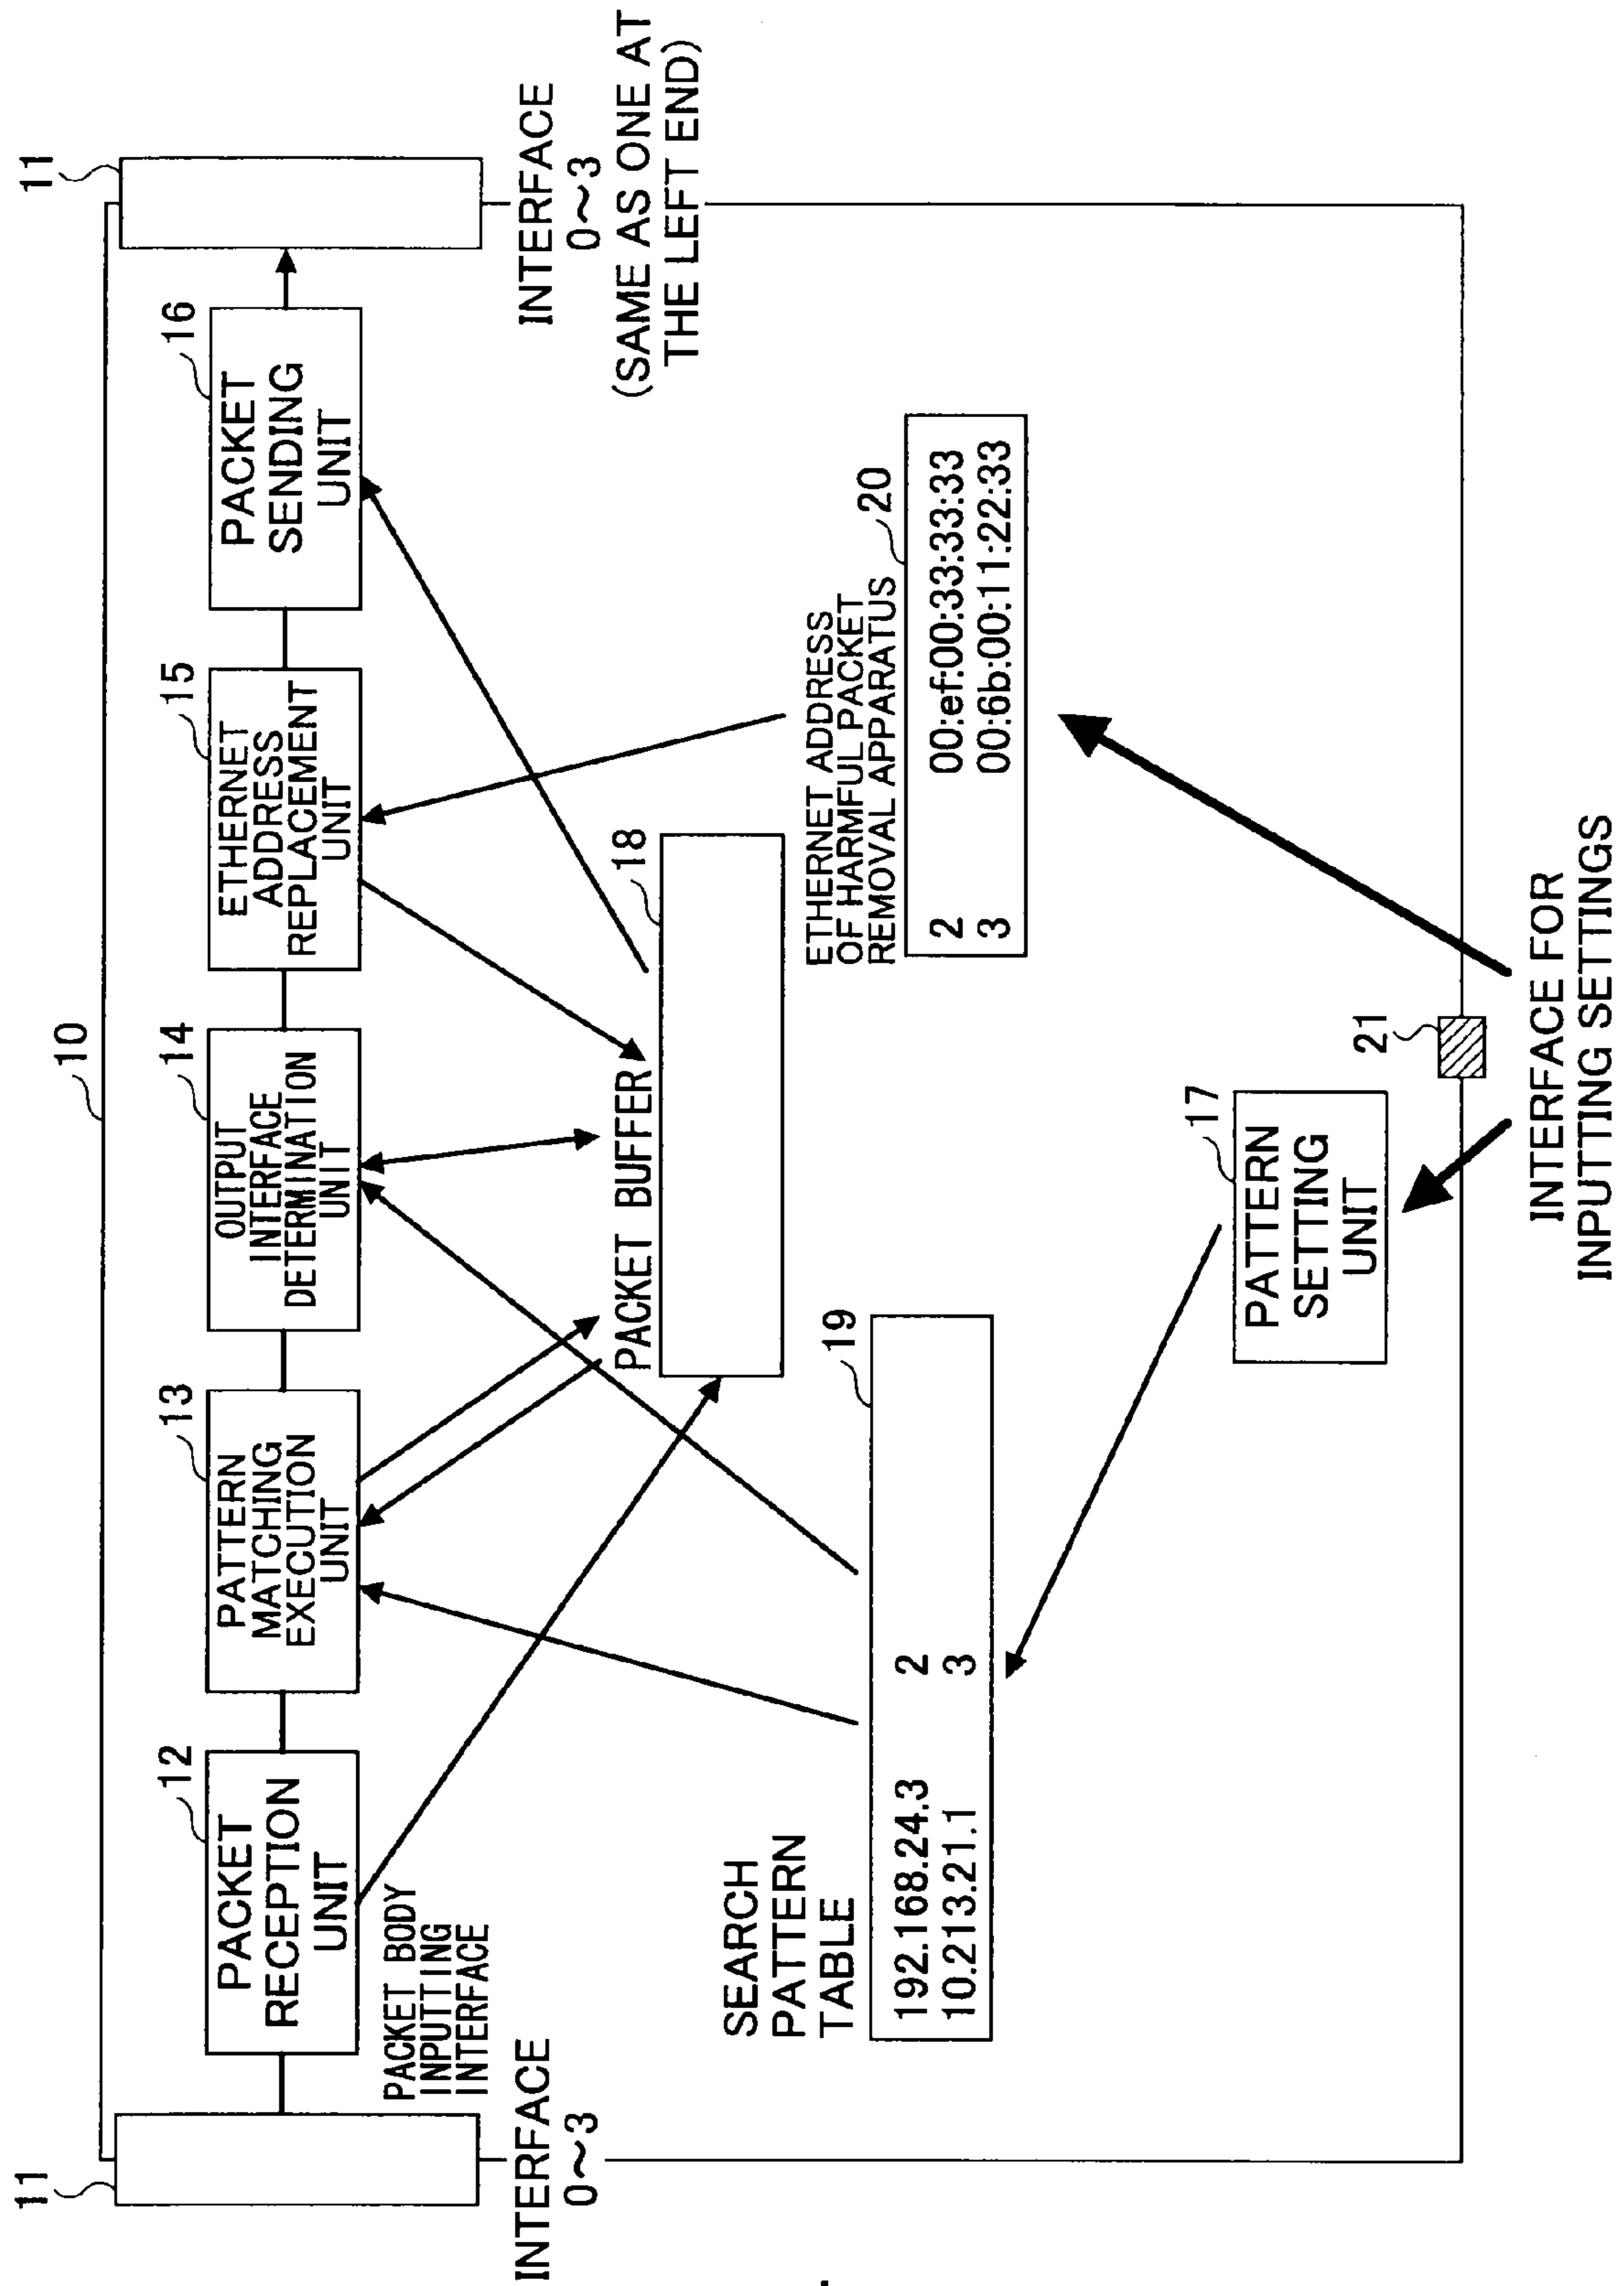 10
11
11
12
PACKET
RECEPTION
UNIT
13
PATTERN
MATCHING
EXECUTION
UNIT
14
OUTPUT
INTERFACE
DETERMINATION
UNIT
15
ETHERNET
ADDRESS
REPLACEMENT
UNIT
16
PACKET
SENDING
UNIT
PACKET BODY
INPUTTING
INTERFACE
INTERFACE
0~3
INTERFACE
0~3
(SAME AS ONE AT
THE LEFT END)
PACKET BUFFER
18
SEARCH
PATTERN
TABLE
19
192.168.24.3 2
10.213.21.1 3
ETHERNET ADDRESS
OF HARMFUL PACKET
REMOVAL APPARATUS
20
2 00:ef:00:33:33:33
3 00:6b:00:11:22:33
17
PATTERN
SETTING
UNIT
21
INTERFACE FOR
INPUTTING SETTINGS